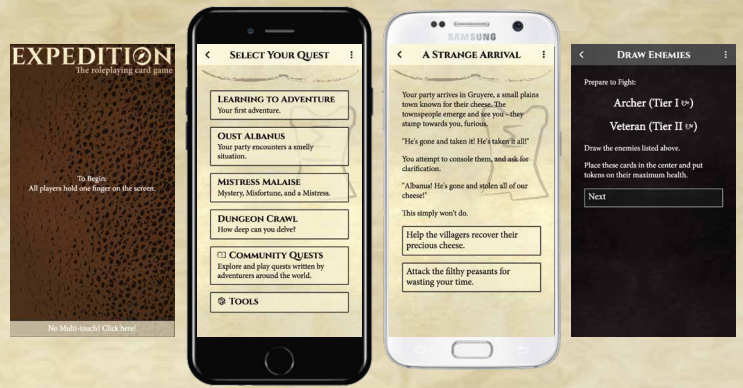 EXPEDITION
The roleplaying card game
To Begin:
All players hold one finger on the screen.
No Multi-touch? Click here!
SELECT YOUR QUEST
LEARNING TO ADVENTURE
Your first adventure.
OUST ALBANUS
Your party encounters a smelly
situation.
MISTRESS MALAISE
Mystery, Misfortune, and a Mistress.
DUNGEON CRAWL
How deep can you delve?
COMMUNITY QUESTS
Explore and play quests written by
adventurers around the world.
TOOLS
SAMSUNG
A STRANGE ARRIVAL
Your party arrives in Gruyere, a small plains
town known for their cheese. The
townspeople emerge and see you - they
stamp towards you, furious.
"He's gone and taken it! He's taken it all!"
You attempt to console them, and ask for
clarification.
"Albanus! He's gone and stolen all of our
cheese!"
This simply won't do.
Help the villagers recover their
precious cheese.
Attack the filthy peasants for
wasting your time.
DRAW ENEMIES
Prepare to Fight:
Archer (Tier I)
Veteran (Tier II)
Draw the enemies listed above.
Place these cards in the center and put
tokens on their maximum health.
Next